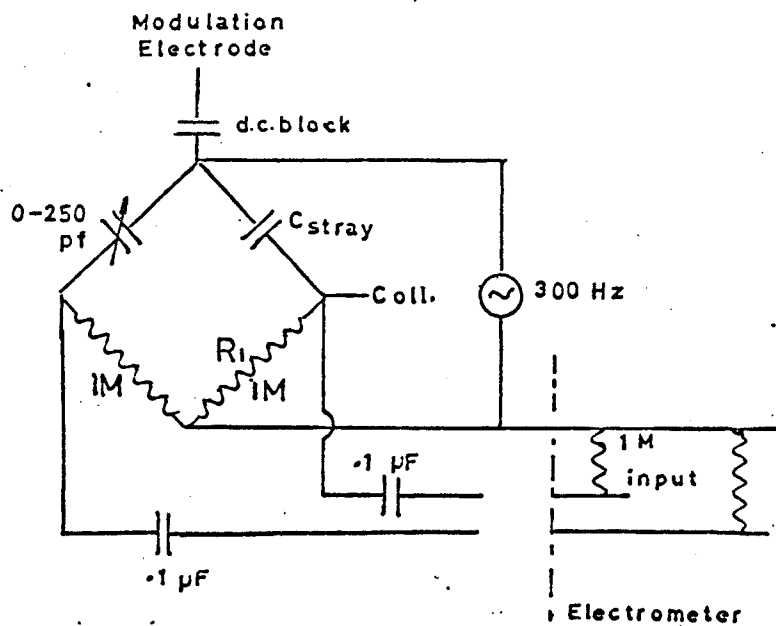 Modulation
Electrode
d.c. block
0-250
pf
Cstray
Coll.
300 Hz
R1
1M
1M
1 M
input
.1 µF
.1 µF
Electrometer